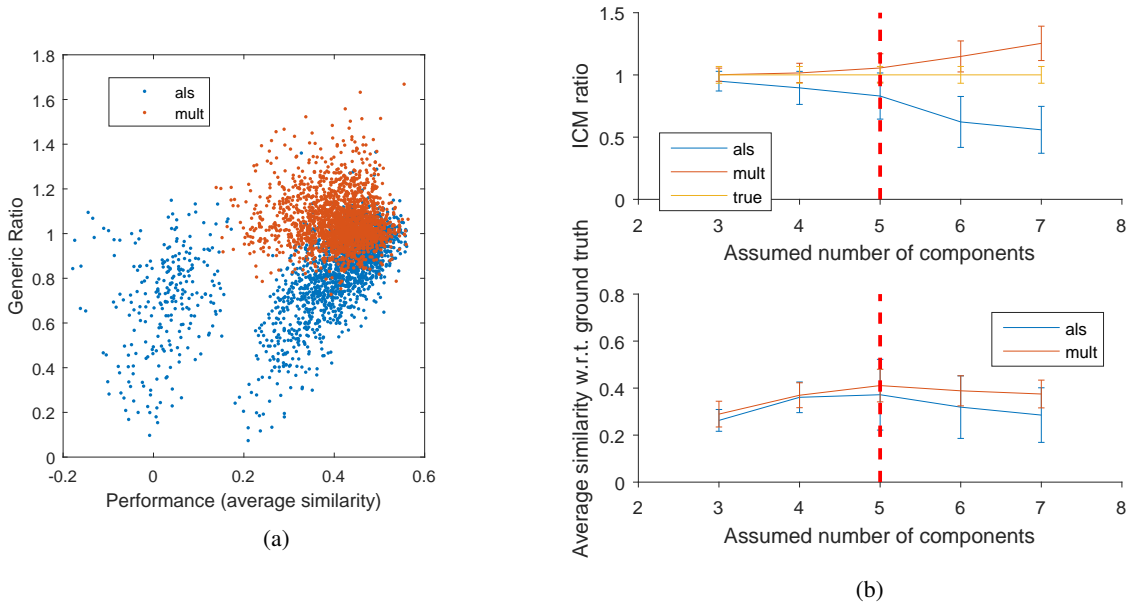 1.8
1.6
1.4
1.2
1
0.8
0.6
0.4
0.2
0
-0.2
0
0.2
0.4
0.6
Generic Ratio
Performance (average similarity)
als
mult
(a)
1.5
1
0.5
0
2
3
4
5
6
7
8
ICM ratio
Assumed number of components
als
mult
true
0.8
0.6
0.4
0.2
0
2
3
4
5
6
7
8
Average similarity w.r.t. ground truth
Assumed number of components
als
mult
(b)